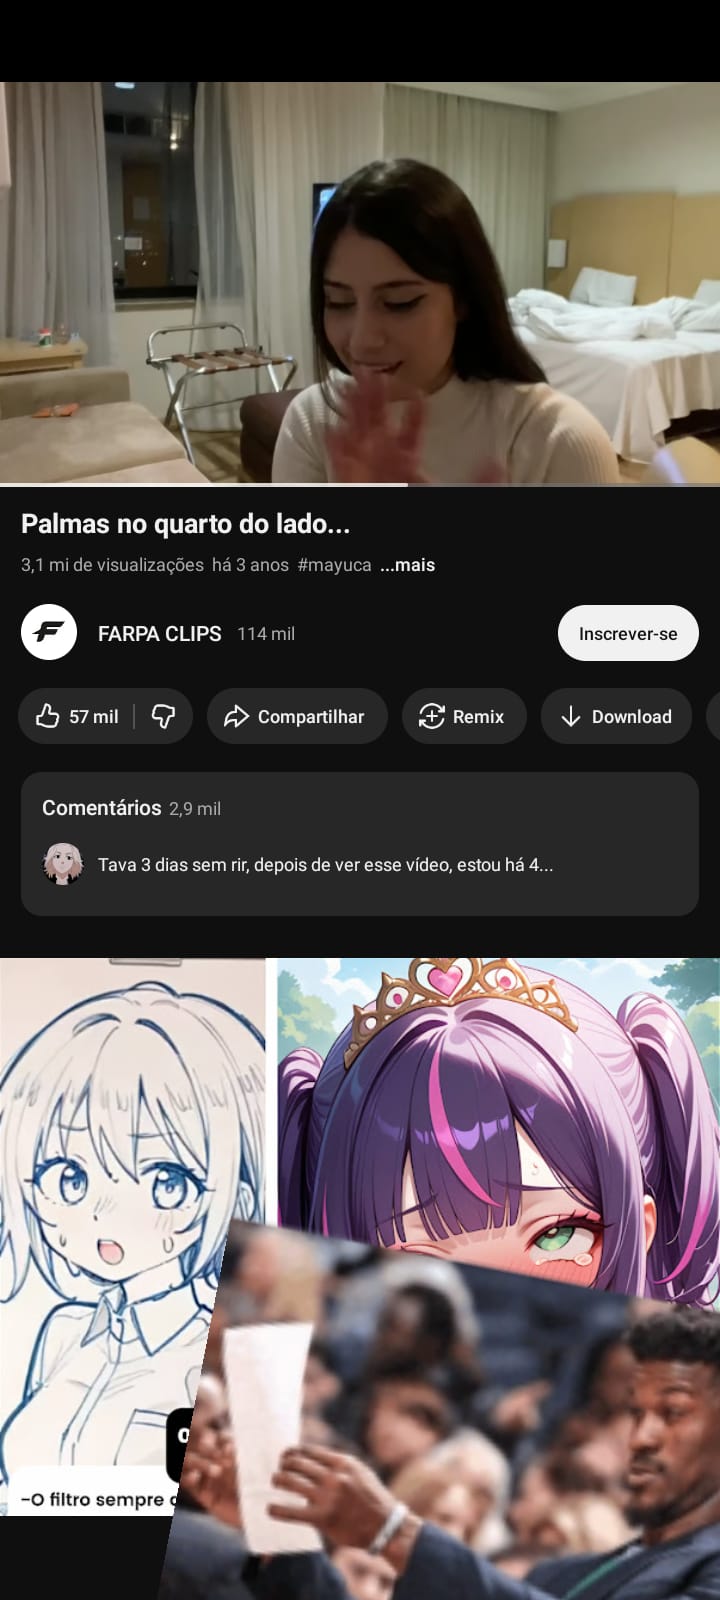 Palmas no quarto do lado...
3,1 mi de visualizações há 3 anos #mayuca ...mais
FARPA CLIPS 114 mil
Inscrever-se
57 mil
Compartilhar
Remix
Download
Comentários 2,9 mil
Tava 3 dias sem rir, depois de ver esse vídeo, estou há 4...
-O filtro sempre